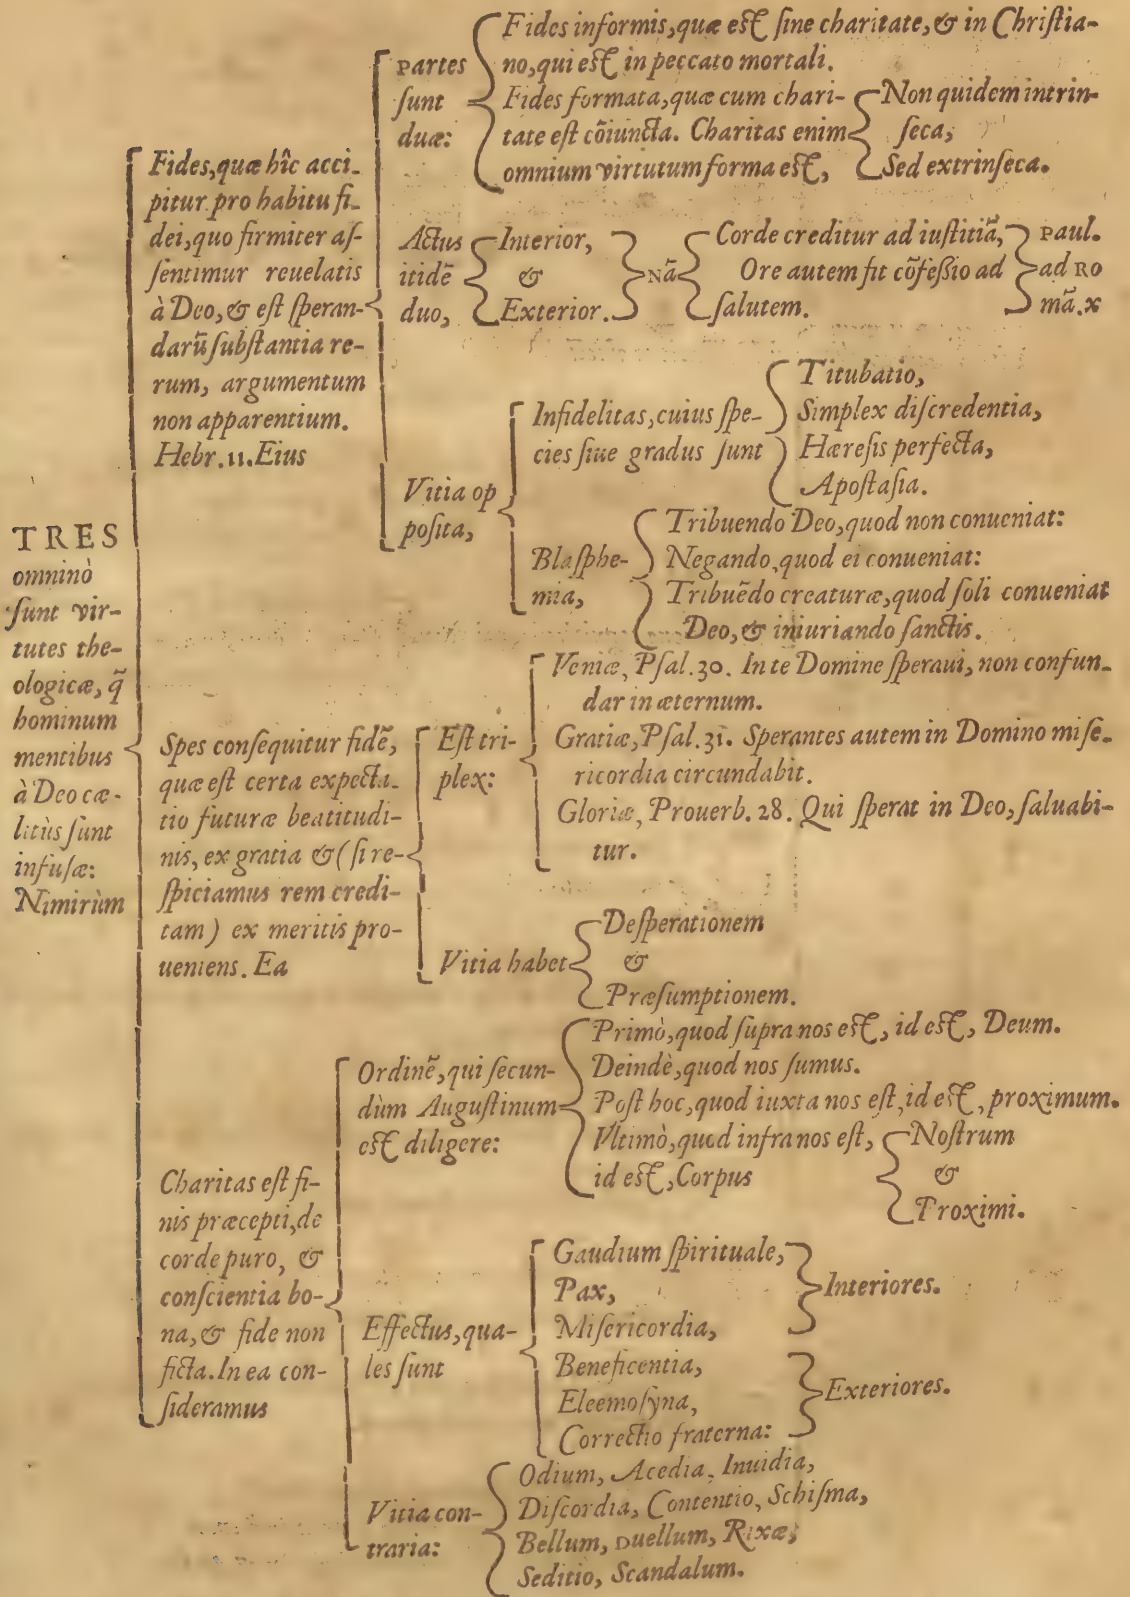 TRES
omninò
sunt vir-
tutes the-
ologicæ, q̃
hominum
mentibus
à Deo cæ-
litùs sunt
infusæ:
Nimirùm
Fides, quæ hîc acci-
pitur pro habitu fi-
dei, quo firmiter as-
sentimur reuelatis
à Deo, & est speran-
darũ substantia re-
rum, argumentum
non apparentium.
Hebr. 11. Eius
partes
sunt
duæ:
Fides informis, quæ est sine charitate, & in Christia-
no, qui est in peccato mortali.
Fides formata, quæ cum chari-
tate est cõiuncta. Charitas enim
omnium virtutum forma est,
Non quidem intrin-
seca,
Sed extrinseca.
Actus
itidẽ
duo,
Interior,
&
Exterior.
Nã
Corde creditur ad iustitiã,
Ore autem fit cõfessio ad
salutem.
Paul.
ad Ro
mã. x
Vitia op
posita,
Infidelitas, cuius spe-
cies siue gradus sunt
Titubatio,
Simplex discredentia,
Hæresis perfecta,
Apostasia.
Blasphe-
mia,
Tribuendo Deo, quod non conueniat:
Negando, quod ei conueniat:
Tribuẽdo creaturæ, quod soli conueniat
Deo, & iniuriando sanctis.
Spes consequitur fidẽ,
quæ est certa expecta-
tio futuræ beatitudi-
nis, ex gratia & (si re-
spiciamus rem credi-
tam) ex meritis pro-
ueniens. Ea
Est tri-
plex:
Veniæ, Psal. 30. In te Domine speraui, non confun-
dar in æternum.
Gratiæ, Psal. 31. Sperantes autem in Domino mise-
ricordia circundabit.
Gloriæ, Prouerb. 28. Qui sperat in Deo, saluabi-
tur.
Vitia habet
Desperationem
&
Præsumptionem.
Charitas est fi-
nis præcepti, de
corde puro, &
conscientia bo-
na, & fide non
ficta. In ea con-
sideramus
Ordinẽ, qui secun-
dùm Augustinum
est diligere:
Primò, quod supra nos est, id est, Deum.
Deindè, quod nos sumus.
Post hoc, quod iuxta nos est, id est, proximum.
Vltimò, quod infra nos est,
id est, Corpus
Nostrum
&
Proximi.
Effectus, qua-
les sunt
Gaudium spirituale,
Pax,
Misericordia,
Interiores.
Beneficentia,
Eleemosyna,
Correctio fraterna:
Exteriores.
Vitia con-
traria:
Odium, Acedia, Inuidia,
Discordia, Contentio, Schisma,
Bellum, Duellum, Rixæ,
Seditio, Scandalum.